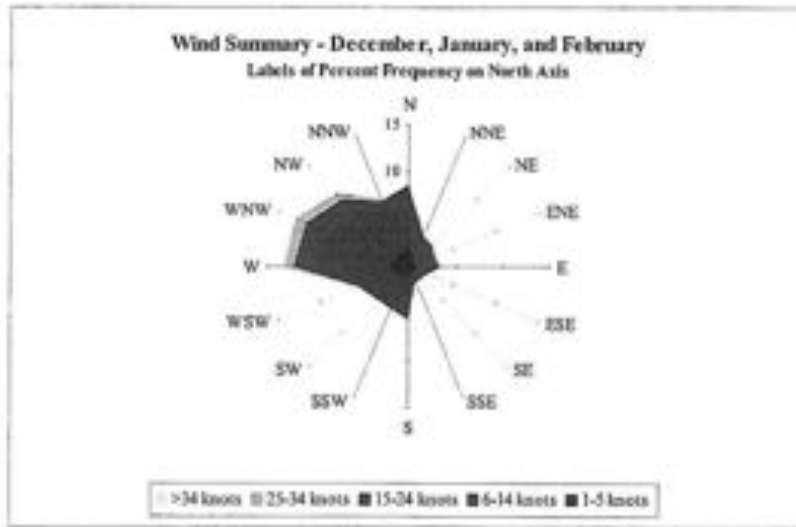 Wind Summary - December, January, and February
Labels of Percent Frequency on North Axis
N
15
NNW
NNE
10
NW
NE
WNW
ENE
W
E
WSW
ESE
SW
SE
SSW
SSE
S
>34 knots 25-34 knots 15-24 knots 6-14 knots 1-5 knots